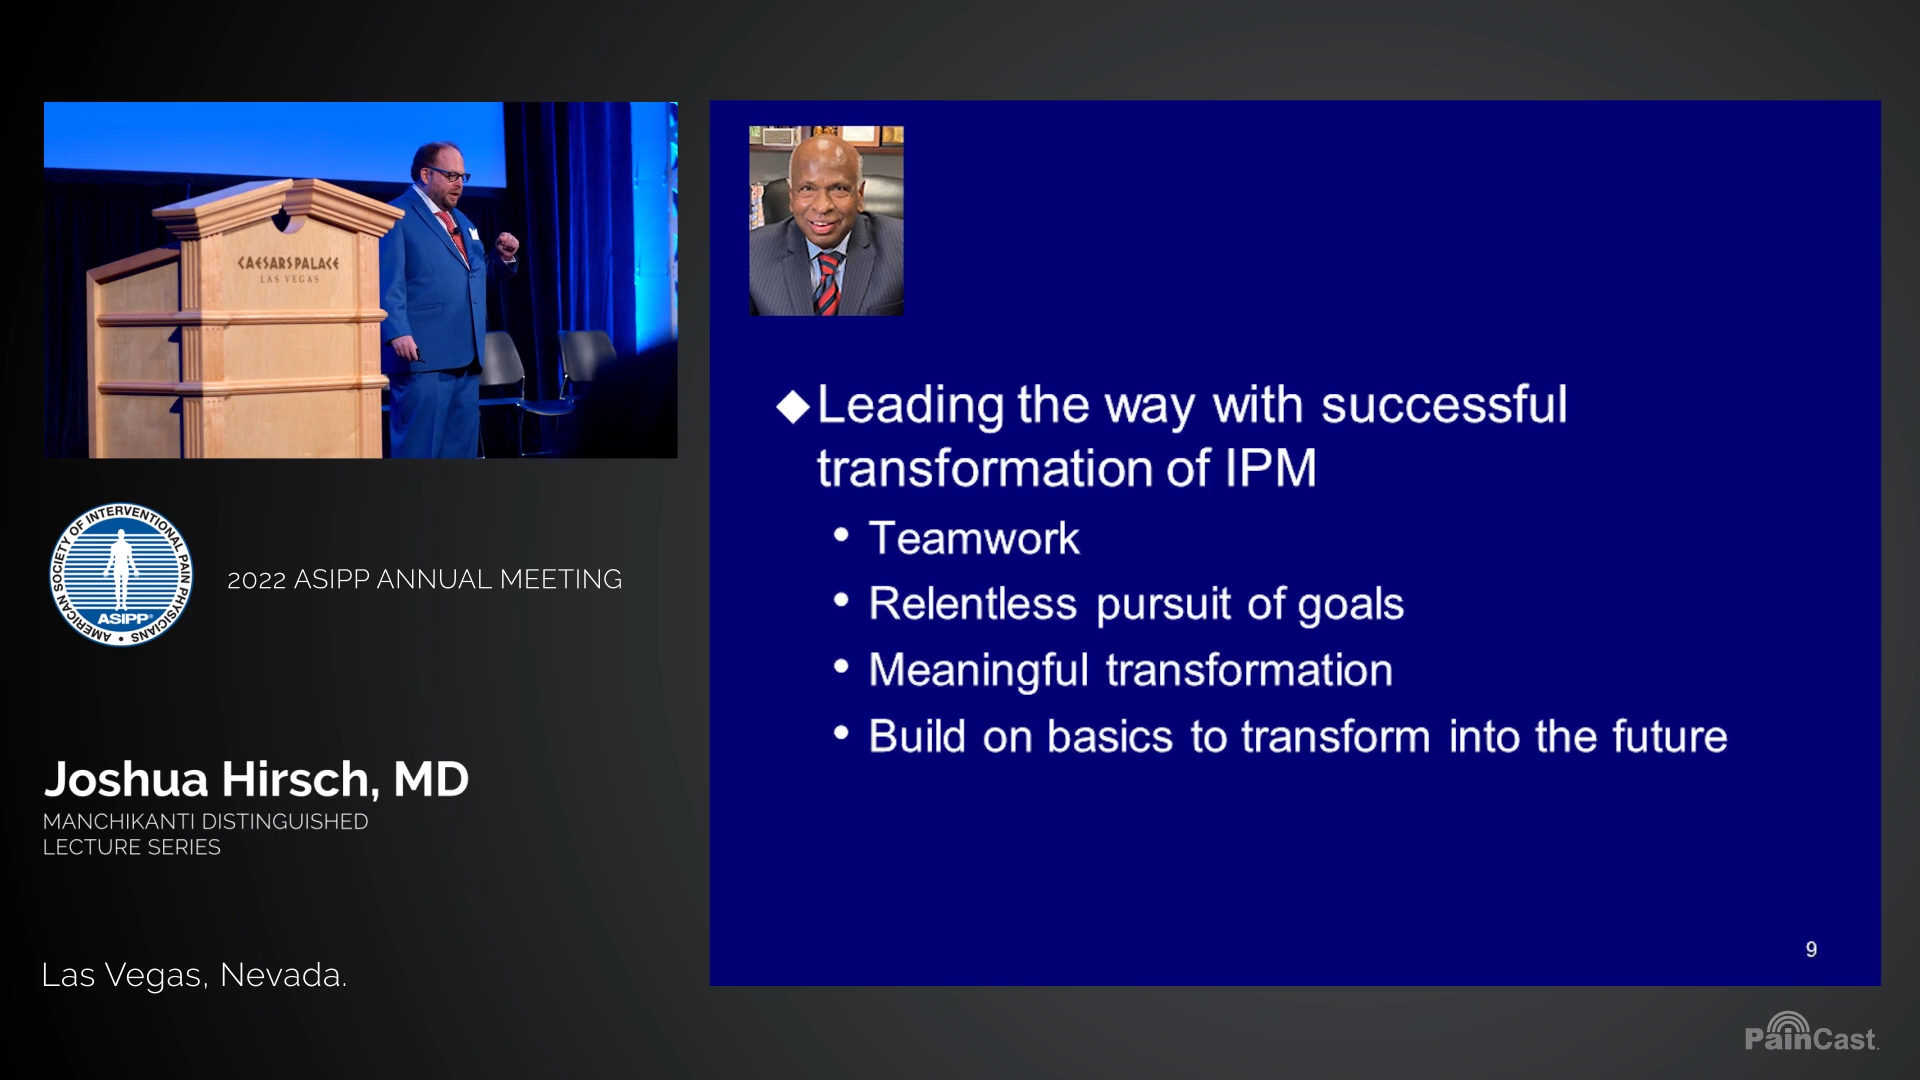 CAESARS PALACE
LAS VEGAS
AMERICAN SOCIETY OF INTERVENTIONAL PAIN PHYSICIANS
ASIPP®
2022 ASIPP ANNUAL MEETING
Joshua Hirsch, MD
MANCHIKANTI DISTINGUISHED
LECTURE SERIES
Las Vegas, Nevada.
◆Leading the way with successful
transformation of IPM
• Teamwork
• Relentless pursuit of goals
• Meaningful transformation
• Build on basics to transform into the future
9
PainCast.